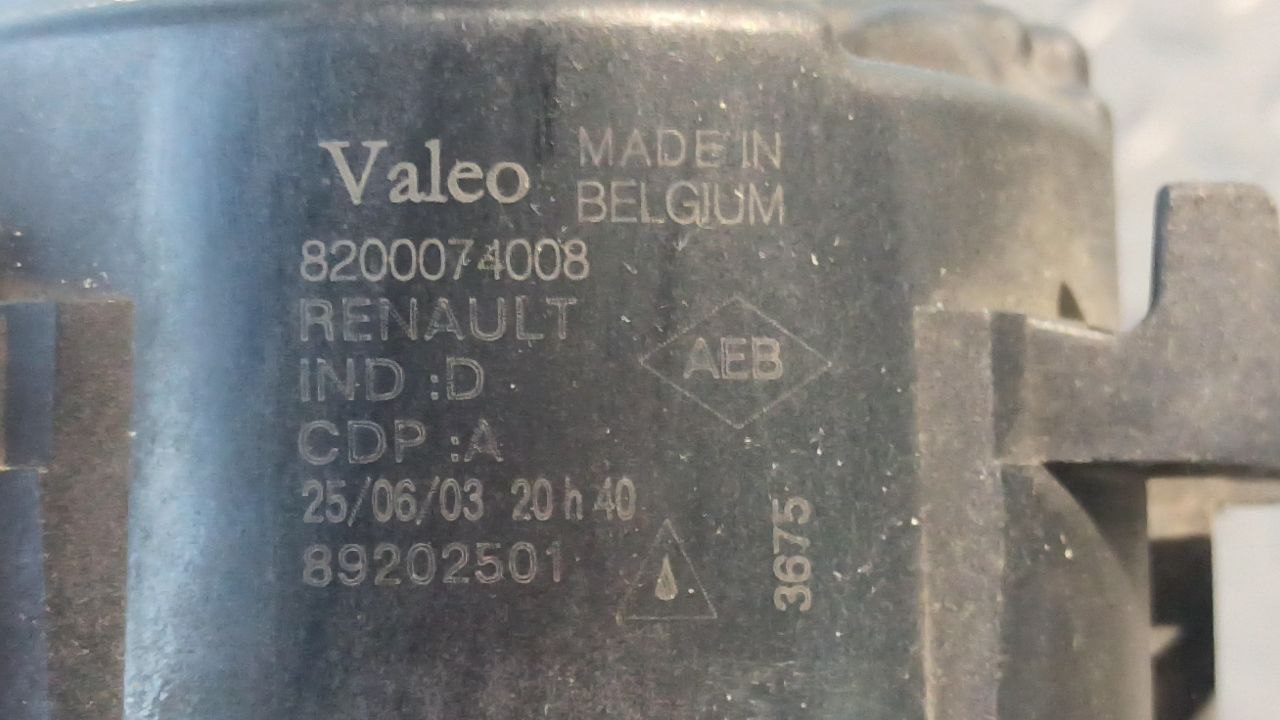 Valeo
MADE IN
BELGIUM
8200074008
RENAULT
IND :D
CDP :A
AEB
25/06/03 20 h 40
89202501
3675